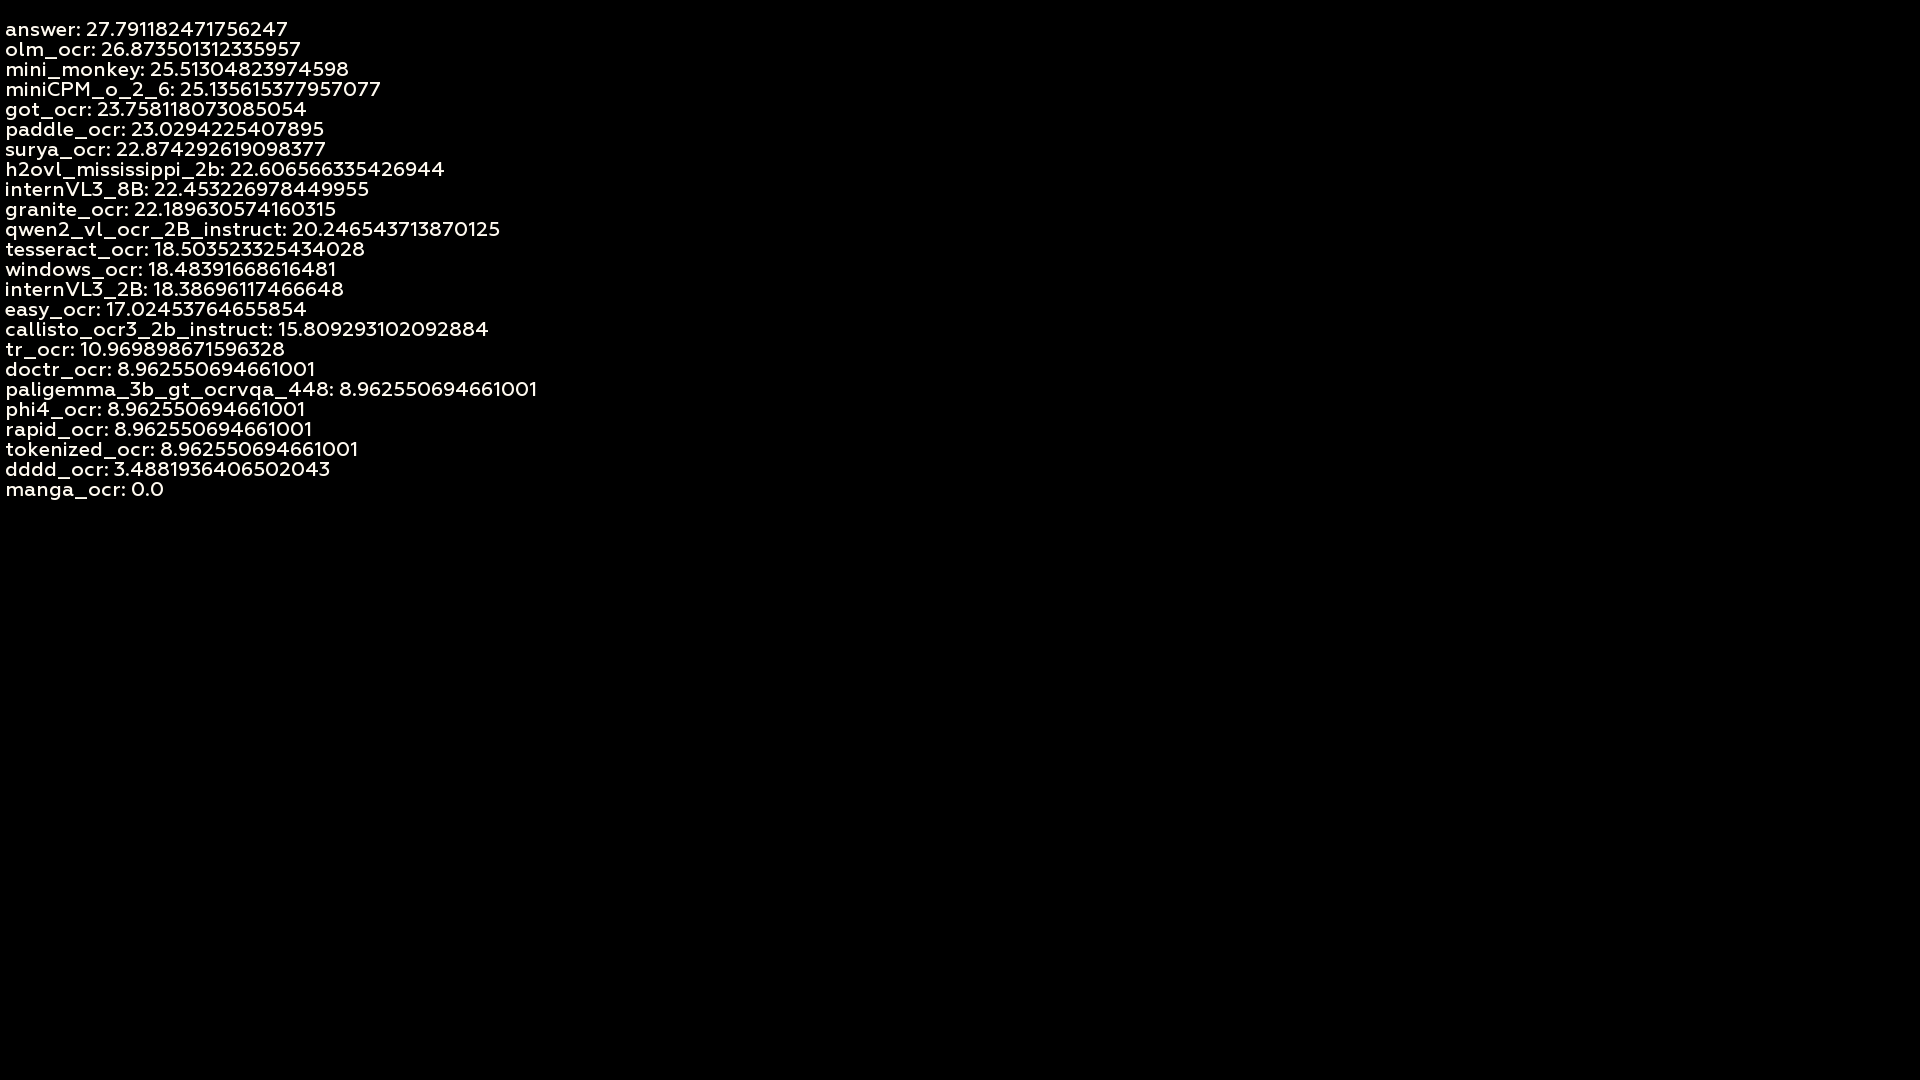 answer: 27.791182471756247
olm_ocr: 26.873501312335957
mini_monkey: 25.51304823974598
miniCPM_o_2_6: 25.135615377957077
got_ocr: 23.758118073085054
paddle_ocr: 23.0294225407895
surya_ocr: 22.874292619098377
h2ovl_mississippi_2b: 22.606566335426944
internVL3_8B: 22.453226978449955
granite_ocr: 22.189630574160315
qwen2_vl_ocr_2B_instruct: 20.246543713870125
tesseract_ocr: 18.503523325434028
windows_ocr: 18.48391668616481
internVL3_2B: 18.38696117466648
easy_ocr: 17.02453764655854
callisto_ocr3_2b_instruct: 15.809293102092884
tr_ocr: 10.969898671596328
doctr_ocr: 8.962550694661001
paligemma_3b_gt_ocrvqa_448: 8.962550694661001
phi4_ocr: 8.962550694661001
rapid_ocr: 8.962550694661001
tokenized_ocr: 8.962550694661001
dddd_ocr: 3.4881936406502043
manga_ocr: 0.0